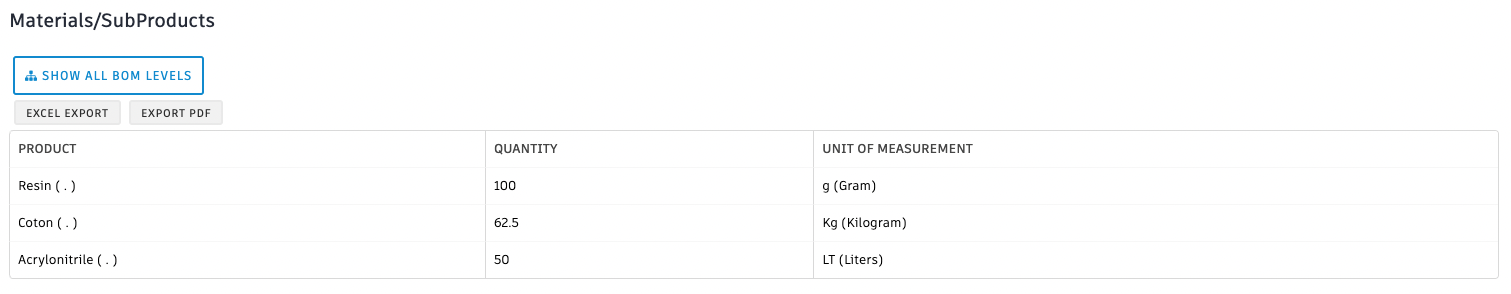 Materials/SubProducts
SHOW ALL BOM LEVELS
EXCEL EXPORT EXPORT PDF
PRODUCT QUANTITY UNIT OF MEASUREMENT
Resin ( . ) 100 g (Gram)
Coton ( . ) 62.5 Kg (Kilogram)
Acrylonitrile ( . ) 50 LT (Liters)